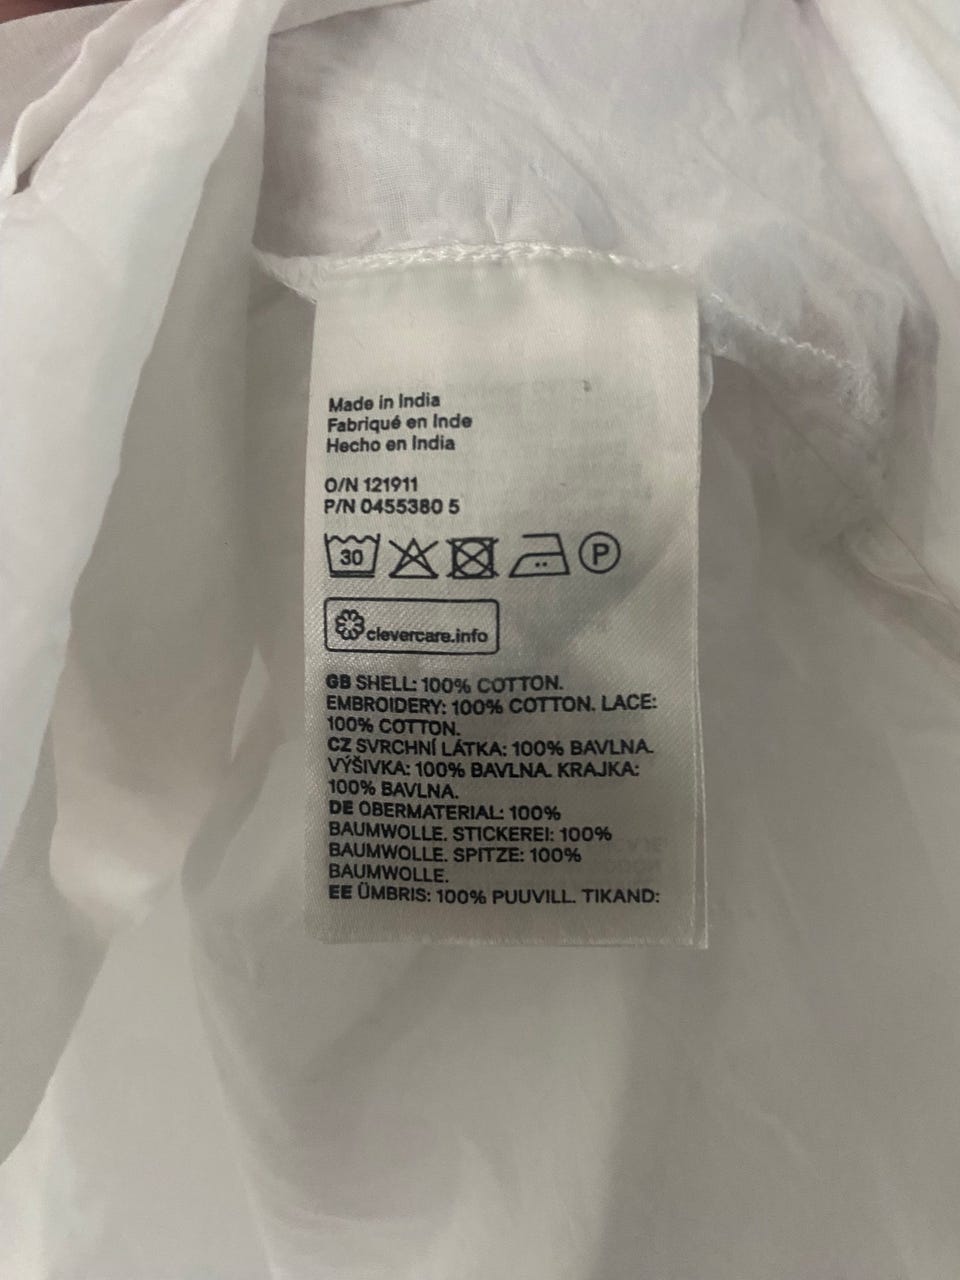 Made in India
Fabriqué en Inde
Hecho en India
O/N 121911
P/N 0455380 5
30 P
clevercare.info
GB SHELL: 100% COTTON.
EMBROIDERY: 100% COTTON. LACE:
100% COTTON.
CZ SVRCHNÍ LÁTKA: 100% BAVLNA.
VÝŠIVKA: 100% BAVLNA. KRAJKA:
100% BAVLNA.
DE OBERMATERIAL: 100%
BAUMWOLLE. STICKEREI: 100%
BAUMWOLLE. SPITZE: 100%
BAUMWOLLE.
EE ÜMBRIS: 100% PUUVILL. TIKAND: